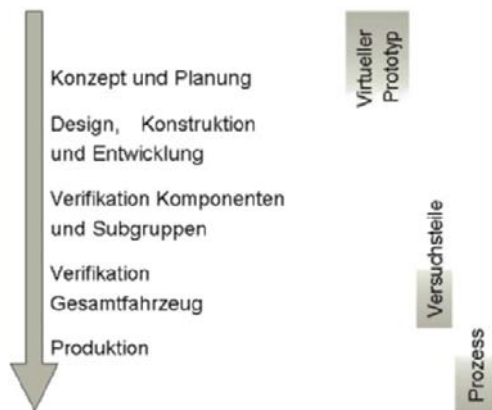 Konzept und Planung
Design, Konstruktion
und Entwicklung
Verifikation Komponenten
und Subgruppen
Verifikation
Gesamtfahrzeug
Produktion
Virtueller
Prototyp
Versuchsteile
Prozess